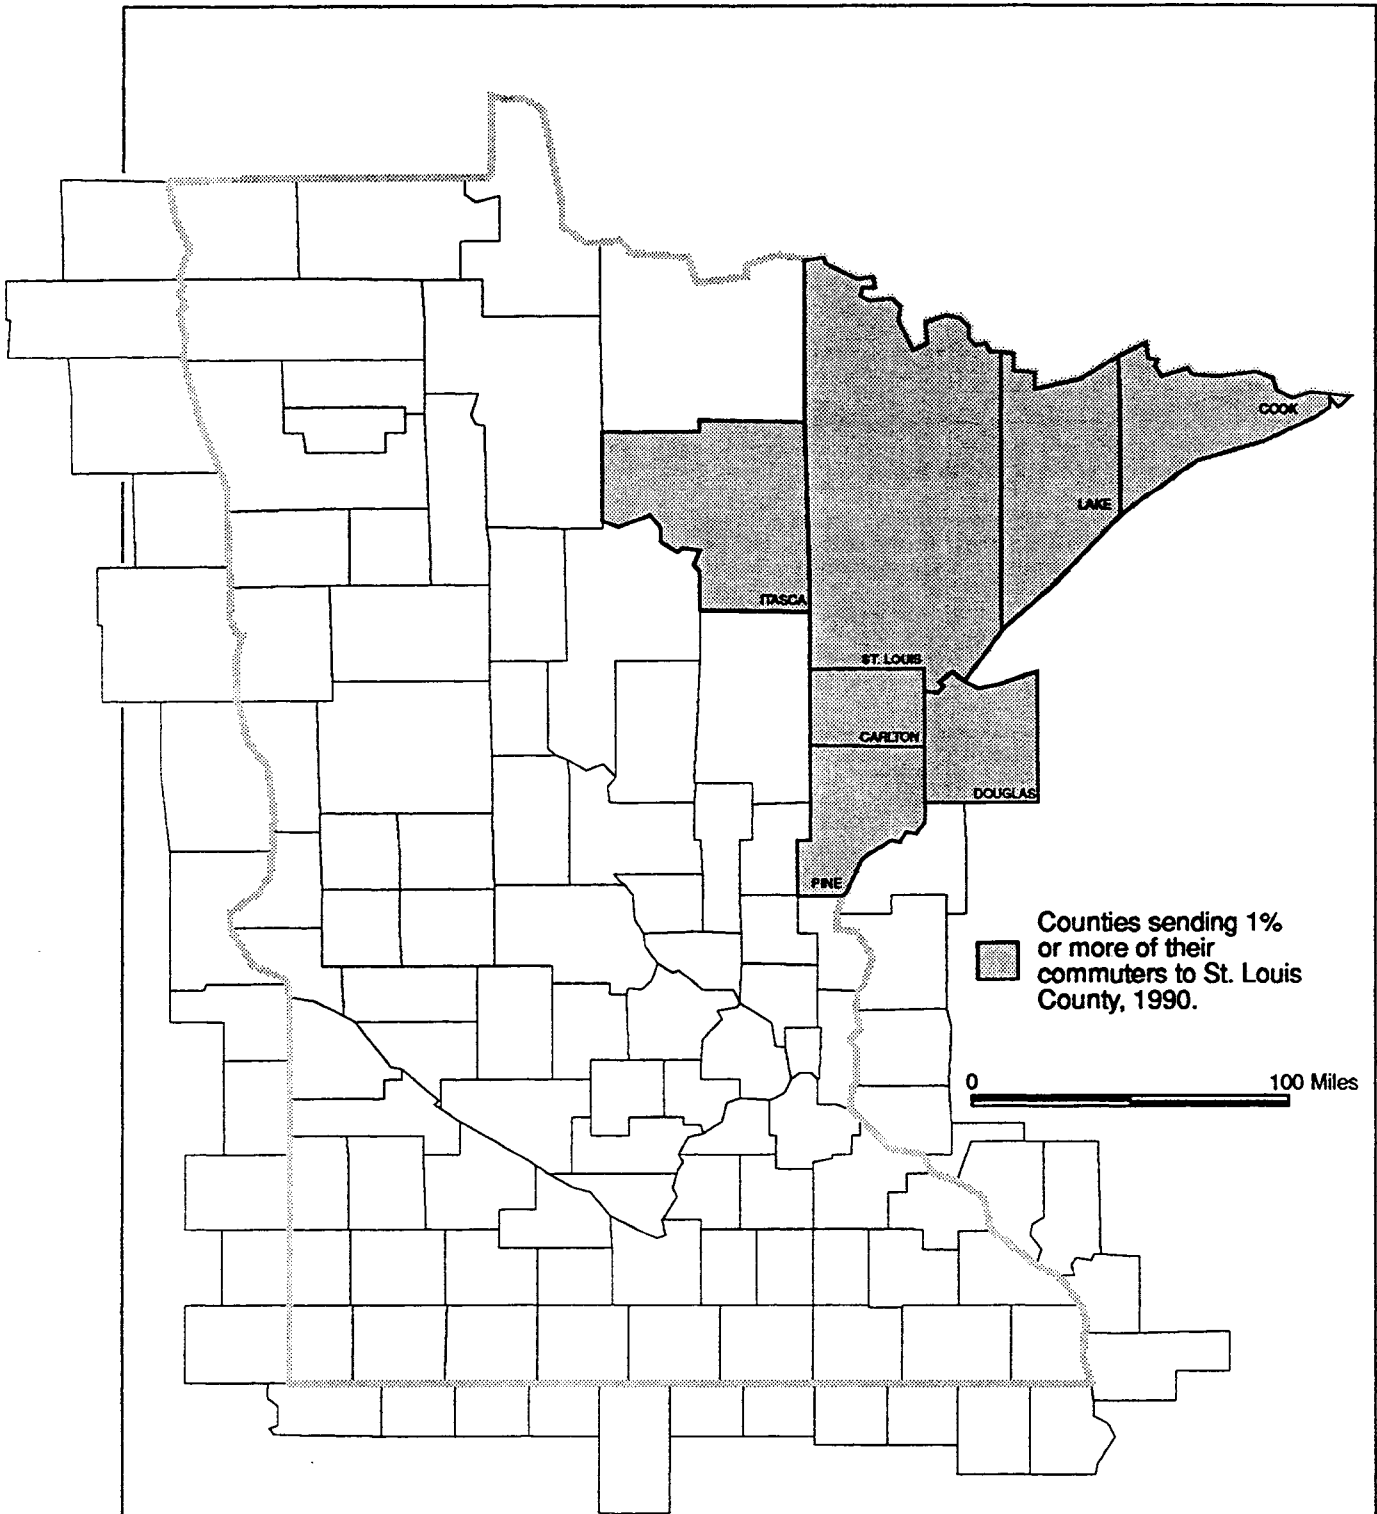 COOK
LAKE
ITASCA
ST. LOUIS
CARLTON
DOUGLAS
PINE
Counties sending 1%
or more of their
commuters to St. Louis
County, 1990.
0 100 Miles